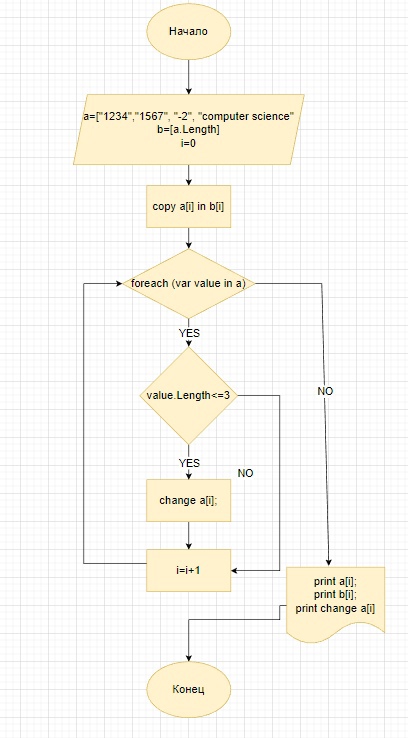 Начало
a=["1234","1567", "-2", "computer science"
b=[a.Length]
i=0
copy a[i] in b[i]
foreach (var value in a)
YES
value.Length<=3
NO
YES
NO
change a[i];
i=i+1
print a[i];
print b[i];
print change a[i]
Конец